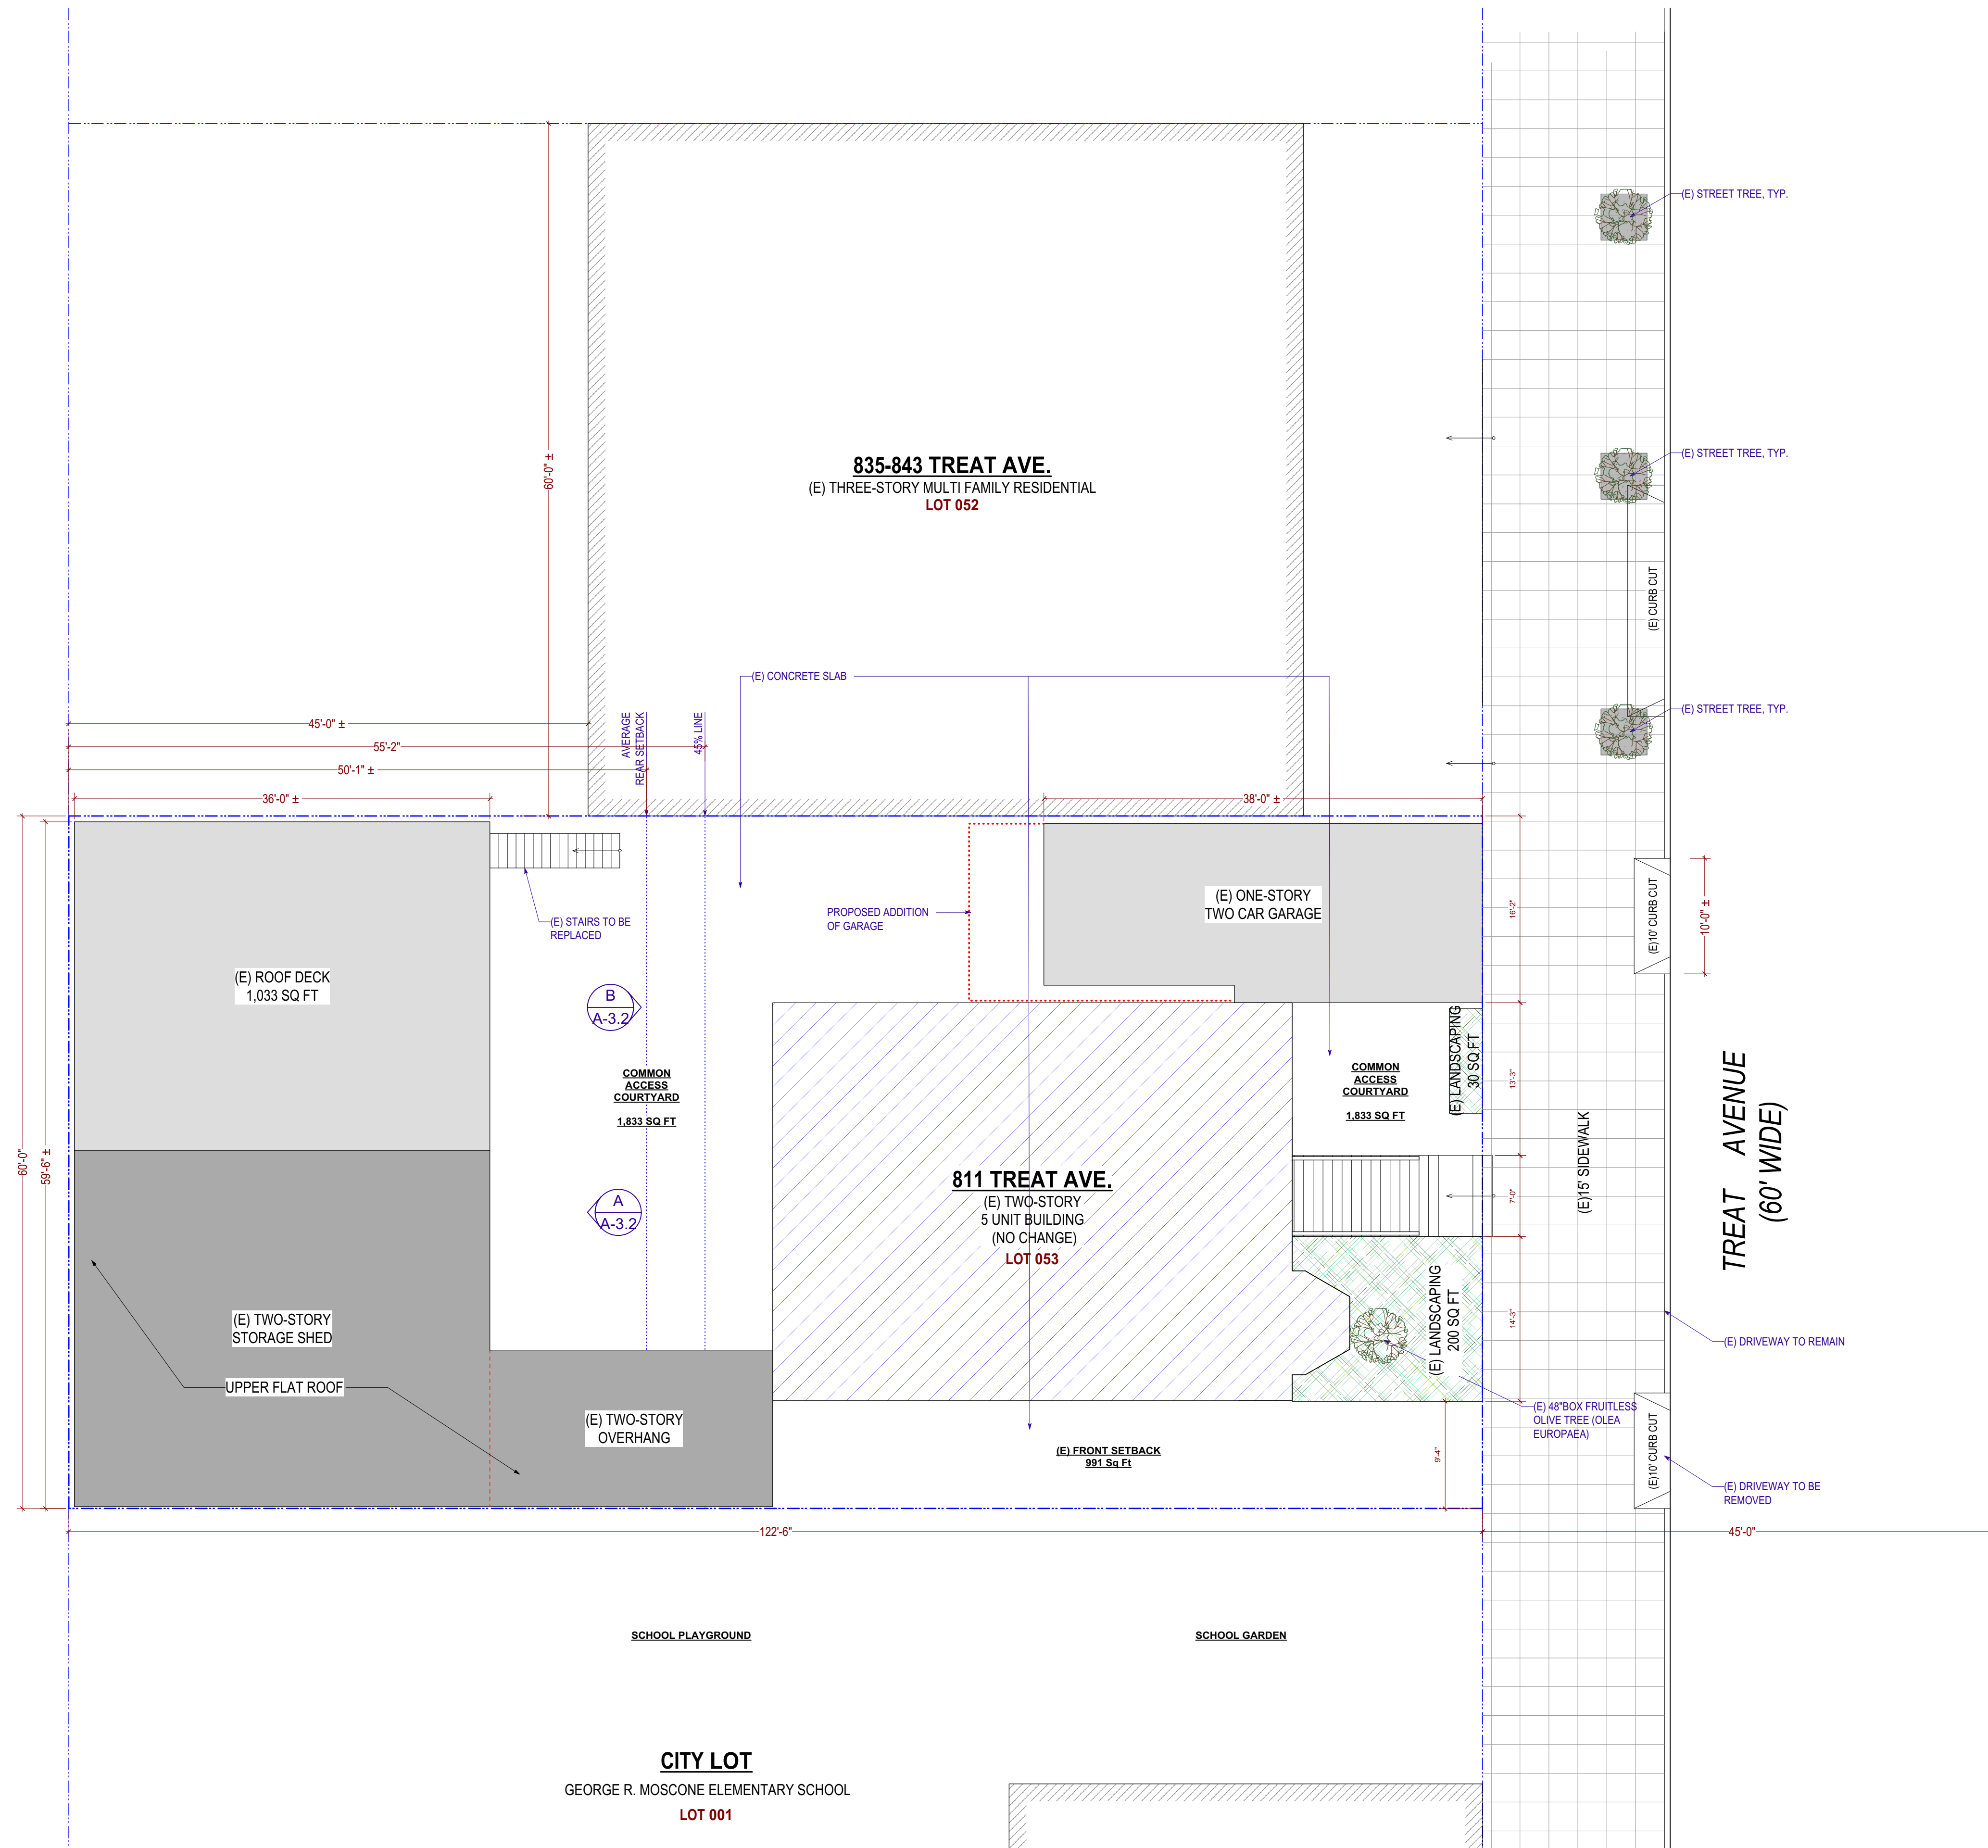 (E) STREET TREE, TYP.
835-843 TREAT AVE.
(E) THREE-STORY MULTI FAMILY RESIDENTIAL
LOT 052
60'-0" ±
(E) STREET TREE, TYP.
(E) CURB CUT
(E) CONCRETE SLAB
(E) STREET TREE, TYP.
45'-0" ±
55'-2"
50'-1" ±
AVERAGE
REAR SETBACK
45% LINE
36'-0" ±
38'-0" ±
(E) STAIRS TO BE
REPLACED
PROPOSED ADDITION
OF GARAGE
(E) ONE-STORY
TWO CAR GARAGE
16'-2"
(E)10' CURB CUT
10'-0" ±
(E) ROOF DECK
1,033 SQ FT
B
A-3.2
COMMON
ACCESS
COURTYARD
1,833 SQ FT
COMMON
ACCESS
COURTYARD
1,833 SQ FT
(E) LANDSCAPING
30 SQ FT
13'-3"
60'-0"
59'-6" ±
A
A-3.2
811 TREAT AVE.
(E) TWO-STORY
5 UNIT BUILDING
(NO CHANGE)
LOT 053
7'-0"
(E)15' SIDEWALK
TREAT AVENUE
(60' WIDE)
(E) TWO-STORY
STORAGE SHED
UPPER FLAT ROOF
(E) TWO-STORY
OVERHANG
(E) LANDSCAPING
200 SQ FT
14'-3"
(E) DRIVEWAY TO REMAIN
(E) 48"BOX FRUITLESS
OLIVE TREE (OLEA
EUROPAEA)
(E) FRONT SETBACK
991 Sq Ft
9'-4"
(E)10' CURB CUT
(E) DRIVEWAY TO BE
REMOVED
122'-6"
45'-0"
SCHOOL PLAYGROUND
SCHOOL GARDEN
CITY LOT
GEORGE R. MOSCONE ELEMENTARY SCHOOL
LOT 001